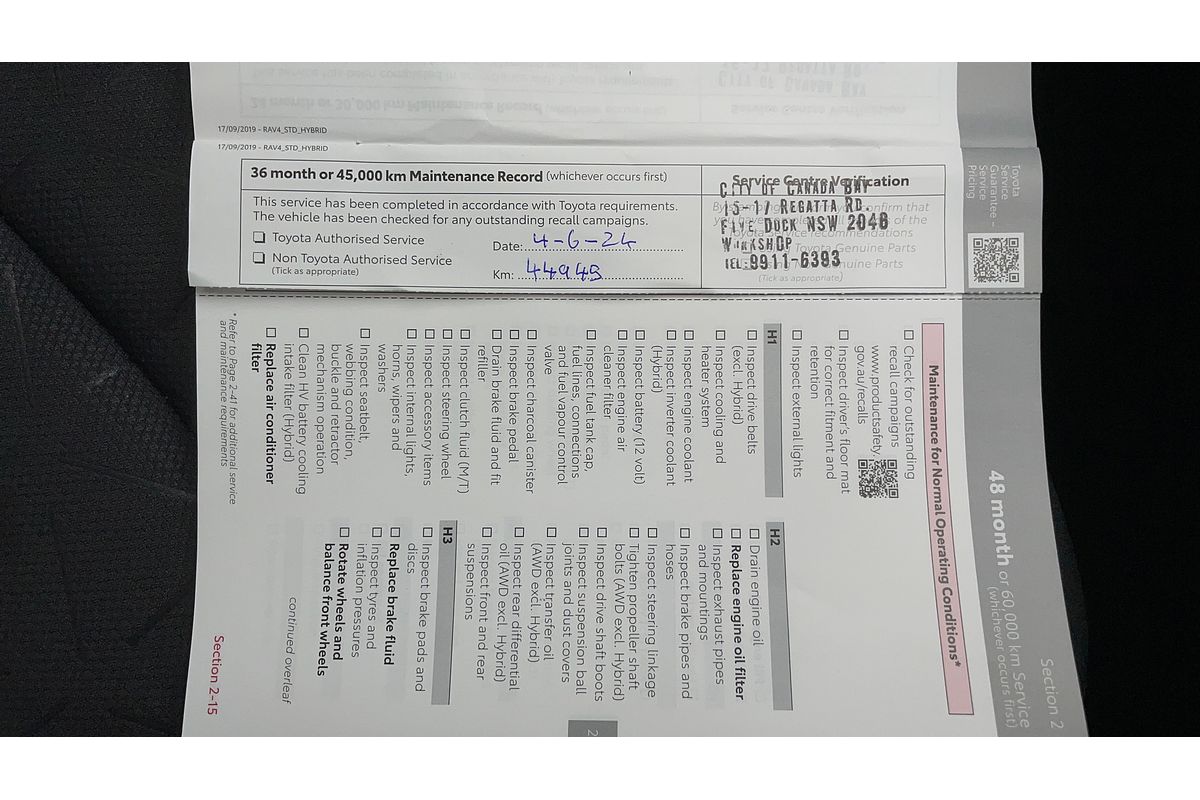 17/09/2019 - RAV4_STD_HYBRID
17/09/2019 - RAV4_STD_HYBRID
36 month or 45,000 km Maintenance Record (whichever occurs first)
This service has been completed in accordance with Toyota requirements.
The vehicle has been checked for any outstanding recall campaigns.
☐ Toyota Authorised Service
☐ Non Toyota Authorised Service
(Tick as appropriate)
Date: 4-6-24
Km: 44945
Service Centre Verification
CITY OF CANADA BAY
15-17 REGATTA RD.
FIVE DOCK NSW 2046
WORKSHOP
TEL: 9911-6393
Toyota Genuine Parts
(Tick as appropriate)
Toyota
Service
Guarantee –
Service
Pricing
Section 2
48 month or 60,000 km Service
(whichever occurs first)
Maintenance for Normal Operating Conditions*
☐ Check for outstanding
recall campaigns
www.productsafety.
gov.au/recalls
☐ Inspect driver's floor mat
for correct fitment and
retention
☐ Inspect external lights
H1
☐ Inspect drive belts
(excl. Hybrid)
☐ Inspect cooling and
heater system
☐ Inspect engine coolant
☐ Inspect inverter coolant
(Hybrid)
☐ Inspect battery (12 volt)
☐ Inspect engine air
cleaner filter
☐ Inspect fuel tank cap,
fuel lines, connections
and fuel vapour control
valve
☐ Inspect charcoal canister
☐ Inspect brake pedal
☐ Drain brake fluid and fit
refiller
☐ Inspect clutch fluid (M/T)
☐ Inspect steering wheel
☐ Inspect accessory items
☐ Inspect internal lights,
horns, wipers and
washers
☐ Inspect seatbelt,
webbing condition,
buckle and retractor
mechanism operation
☐ Clean HV battery cooling
intake filter (Hybrid)
☐ Replace air conditioner
filter
* Refer to Page 2-41 for additional service
and maintenance requirements
H2
☐ Drain engine oil
☐ Replace engine oil filter
☐ Inspect exhaust pipes
and mountings
☐ Inspect brake pipes and
hoses
☐ Inspect steering linkage
☐ Tighten propeller shaft
bolts (AWD excl. Hybrid)
☐ Inspect drive shaft boots
☐ Inspect suspension ball
joints and dust covers
☐ Inspect transfer oil
(AWD excl. Hybrid)
☐ Inspect rear differential
oil (AWD excl. Hybrid)
☐ Inspect front and rear
suspensions
H3
☐ Inspect brake pads and
discs
☐ Replace brake fluid
☐ Inspect tyres and
inflation pressures
☐ Rotate wheels and
balance front wheels
continued overleaf
Section 2-15
2